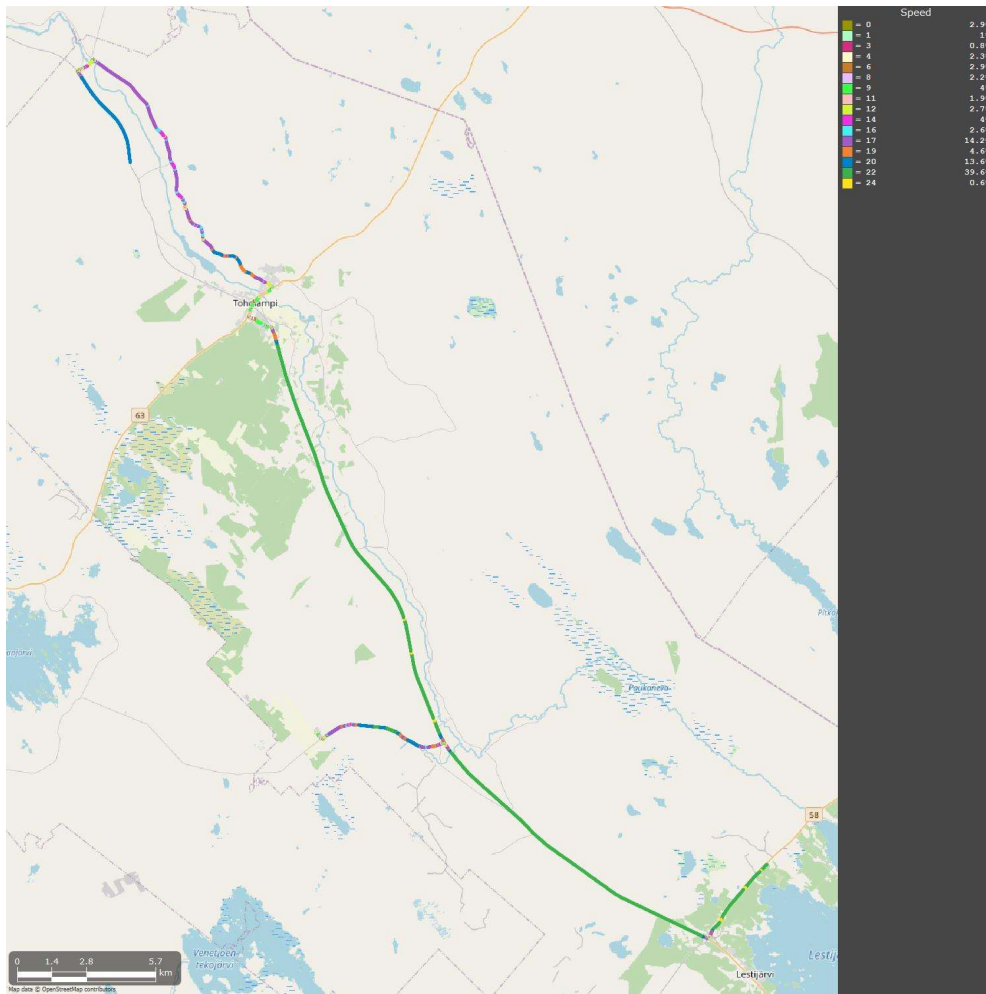 Speed
= 0 2.9
= 1 1
= 3 0.8
= 4 2.3
= 6 2.9
= 8 2.2
= 9 4
= 11 1.9
= 12 2.7
= 14 4
= 16 2.6
= 17 14.2
= 19 4.6
= 20 13.6
= 22 39.6
= 24 0.6
63
58
0 1.4 2.8 5.7
km
Venetjoen
tekojärvi
Lestijärvi
Map data © OpenStreetMap contributors